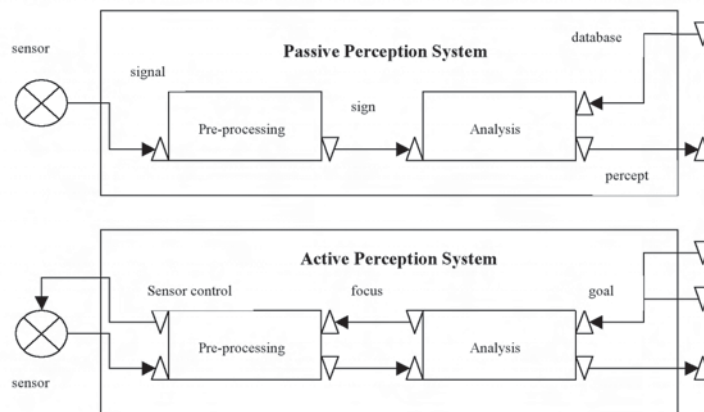 sensor
Passive Perception System
database
signal
sign
Pre-processing
Analysis
percept
Active Perception System
Sensor control
focus
goal
Pre-processing
Analysis
sensor